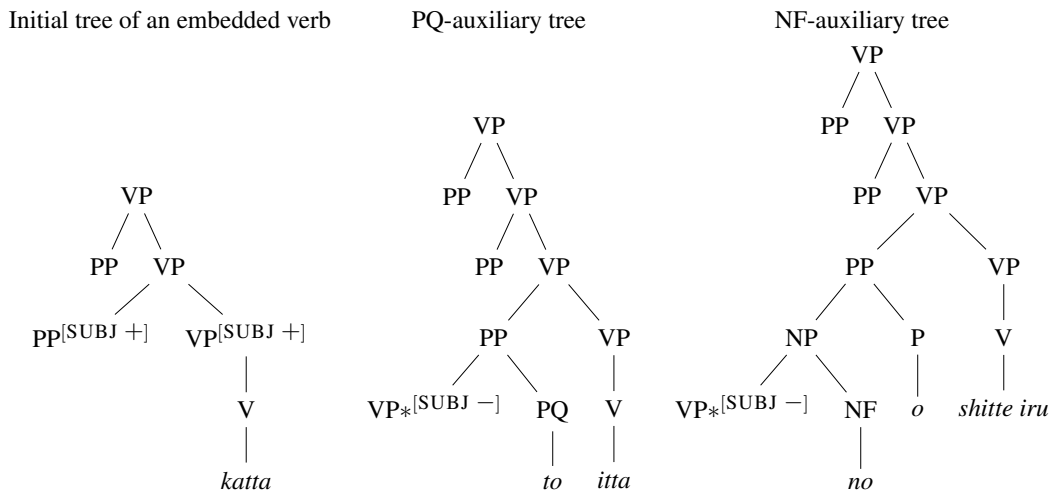 Initial tree of an embedded verb PQ-auxiliary tree NF-auxiliary tree
VP
PP VP
VP
PP VP
PP VP
VP
PP VP
PP VP
PP VP
PP VP
PP[SUBJ +] VP[SUBJ +]
PP VP
NP P V
V
VP*[SUBJ −] PQ V
VP*[SUBJ −] NF o shitte iru
katta
to itta
no